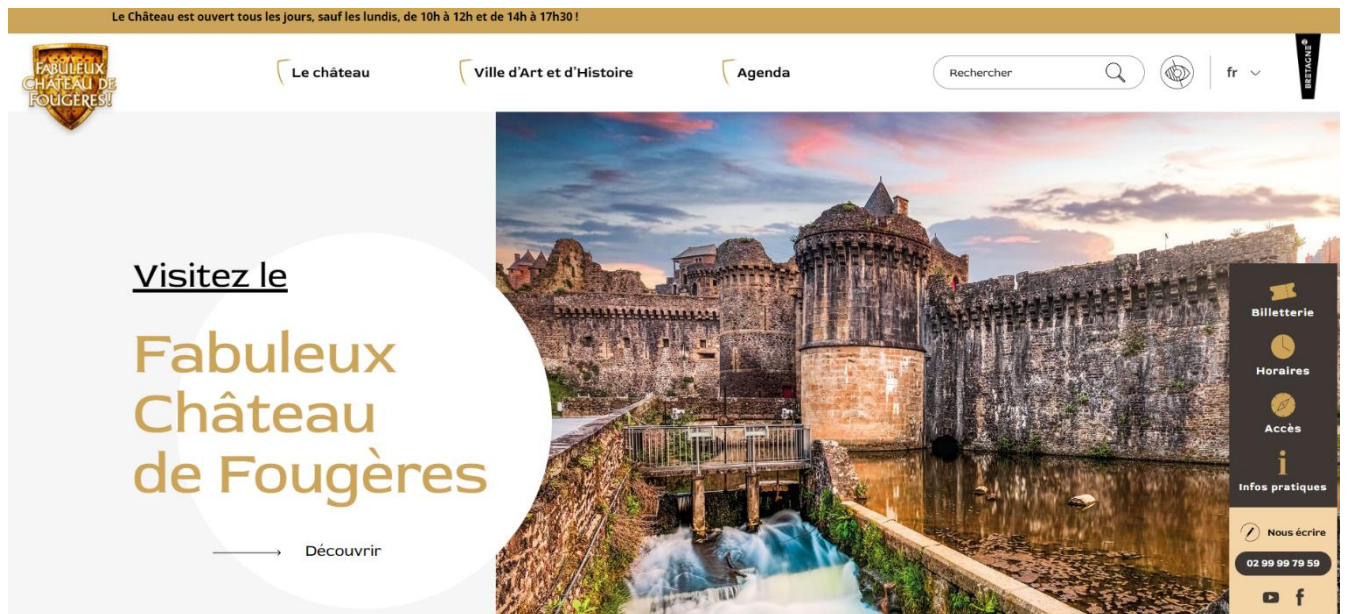 Le Château est ouvert tous les jours, sauf les lundis, de 10h à 12h et de 14h à 17h30 !
FABULEUX
CHÂTEAU DE
FOUGÈRES!
Le château
Ville d'Art et d'Histoire
Agenda
Rechercher
fr
BRETAGNE®
Visitez le
Fabuleux
Château
de Fougères
Découvrir
Billetterie
Horaires
Accès
Infos pratiques
Nous écrire
02 99 99 79 59